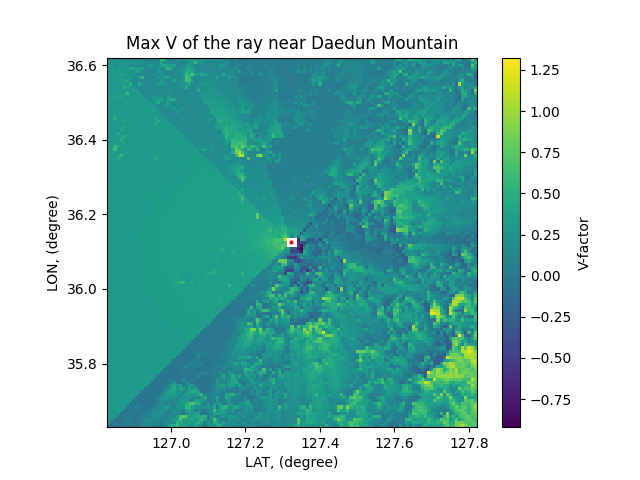 Max V of the ray near Daedun Mountain
36.6
36.4
36.2
36.0
35.8
LON, (degree)
127.0 127.2 127.4 127.6 127.8
LAT, (degree)
1.25
1.00
0.75
0.50
0.25
0.00
−0.25
−0.50
−0.75
V-factor